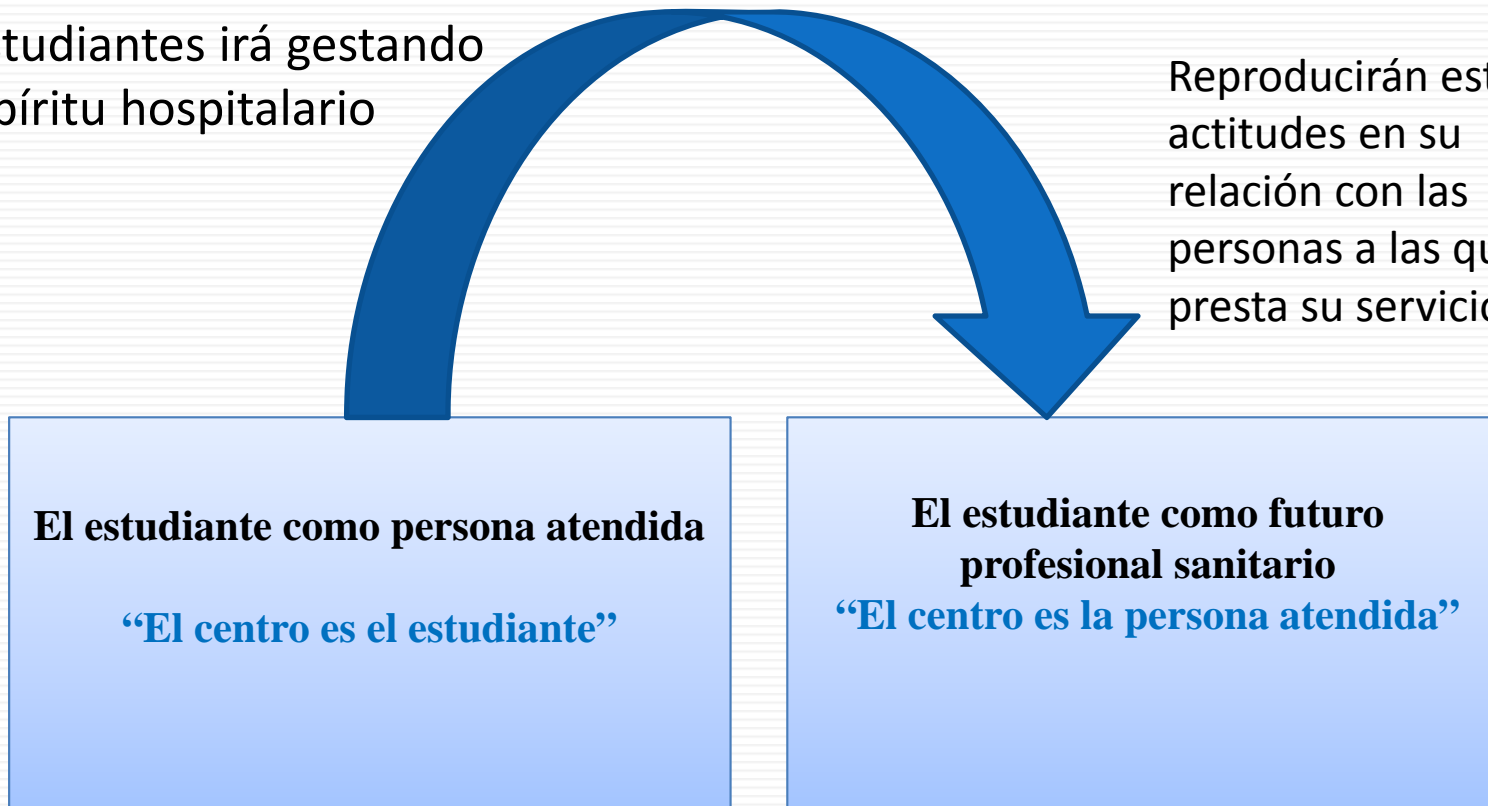 tudiantes irá gestando
píritu hospitalario
Reproducirán est
actitudes en su
relación con las
personas a las qu
presta su servicio
El estudiante como persona atendida
“El centro es el estudiante”
El estudiante como futuro
profesional sanitario
“El centro es la persona atendida”